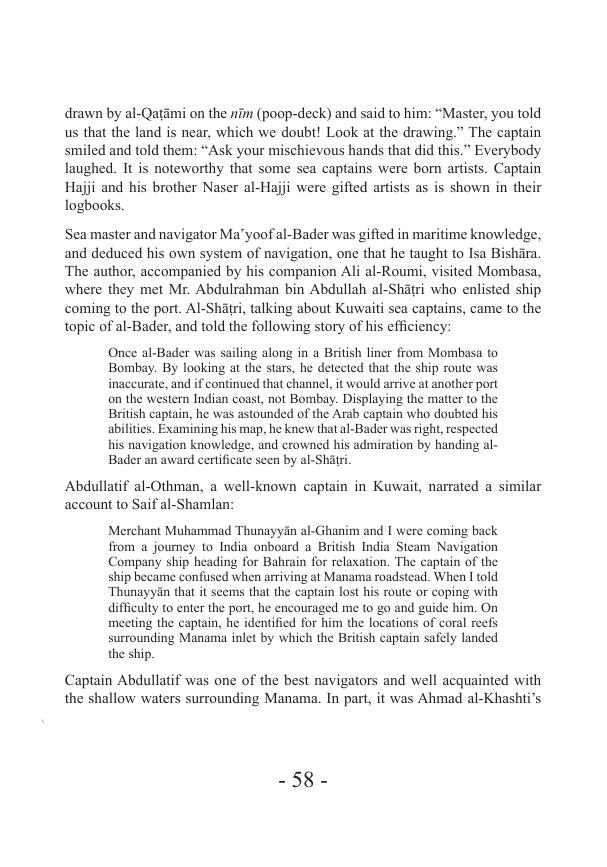 drawn by al-Qaṭāmi on the nīm (poop-deck) and said to him: “Master, you told
us that the land is near, which we doubt! Look at the drawing.” The captain
smiled and told them: “Ask your mischievous hands that did this.” Everybody
laughed. It is noteworthy that some sea captains were born artists. Captain
Hajji and his brother Naser al-Hajji were gifted artists as is shown in their
logbooks.
Sea master and navigator Maʽyoof al-Bader was gifted in maritime knowledge,
and deduced his own system of navigation, one that he taught to Isa Bishāra.
The author, accompanied by his companion Ali al-Roumi, visited Mombasa,
where they met Mr. Abdulrahman bin Abdullah al-Shāṭri who enlisted ship
coming to the port. Al-Shāṭri, talking about Kuwaiti sea captains, came to the
topic of al-Bader, and told the following story of his efficiency:
Once al-Bader was sailing along in a British liner from Mombasa to
Bombay. By looking at the stars, he detected that the ship route was
inaccurate, and if continued that channel, it would arrive at another port
on the western Indian coast, not Bombay. Displaying the matter to the
British captain, he was astounded of the Arab captain who doubted his
abilities. Examining his map, he knew that al-Bader was right, respected
his navigation knowledge, and crowned his admiration by handing al-
Bader an award certificate seen by al-Shāṭri.
Abdullatif al-Othman, a well-known captain in Kuwait, narrated a similar
account to Saif al-Shamlan:
Merchant Muhammad Thunayyān al-Ghanim and I were coming back
from a journey to India onboard a British India Steam Navigation
Company ship heading for Bahrain for relaxation. The captain of the
ship became confused when arriving at Manama roadstead. When I told
Thunayyān that it seems that the captain lost his route or coping with
difficulty to enter the port, he encouraged me to go and guide him. On
meeting the captain, he identified for him the locations of coral reefs
surrounding Manama inlet by which the British captain safely landed
the ship.
Captain Abdullatif was one of the best navigators and well acquainted with
the shallow waters surrounding Manama. In part, it was Ahmad al-Khashti’s
- 58 -